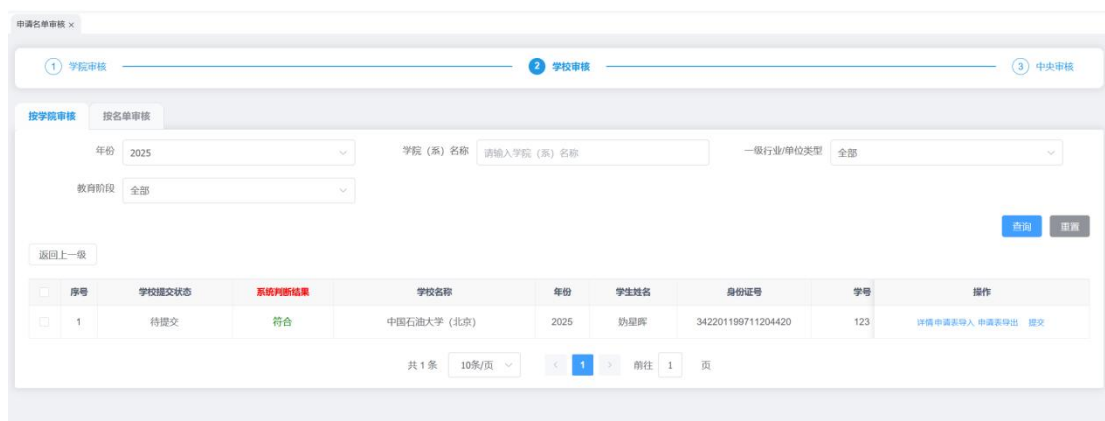 申请名单审核 ×
1 学院审核 2 学校审核 3 中央审核
按学院审核 按名单审核
年份 2025 学院（系）名称 请输入学院（系）名称 一级行业/单位类型 全部
教育阶段 全部
查询 重置
返回上一级
序号 学校提交状态 系统判断结果 学校名称 年份 学生姓名 身份证号 学号 操作
1 待提交 符合 中国石油大学（北京） 2025 妫星晖 342201199711204420 123 详情 申请表导入 申请表导出 提交
共 1 条 10条/页 < 1 > 前往 1 页